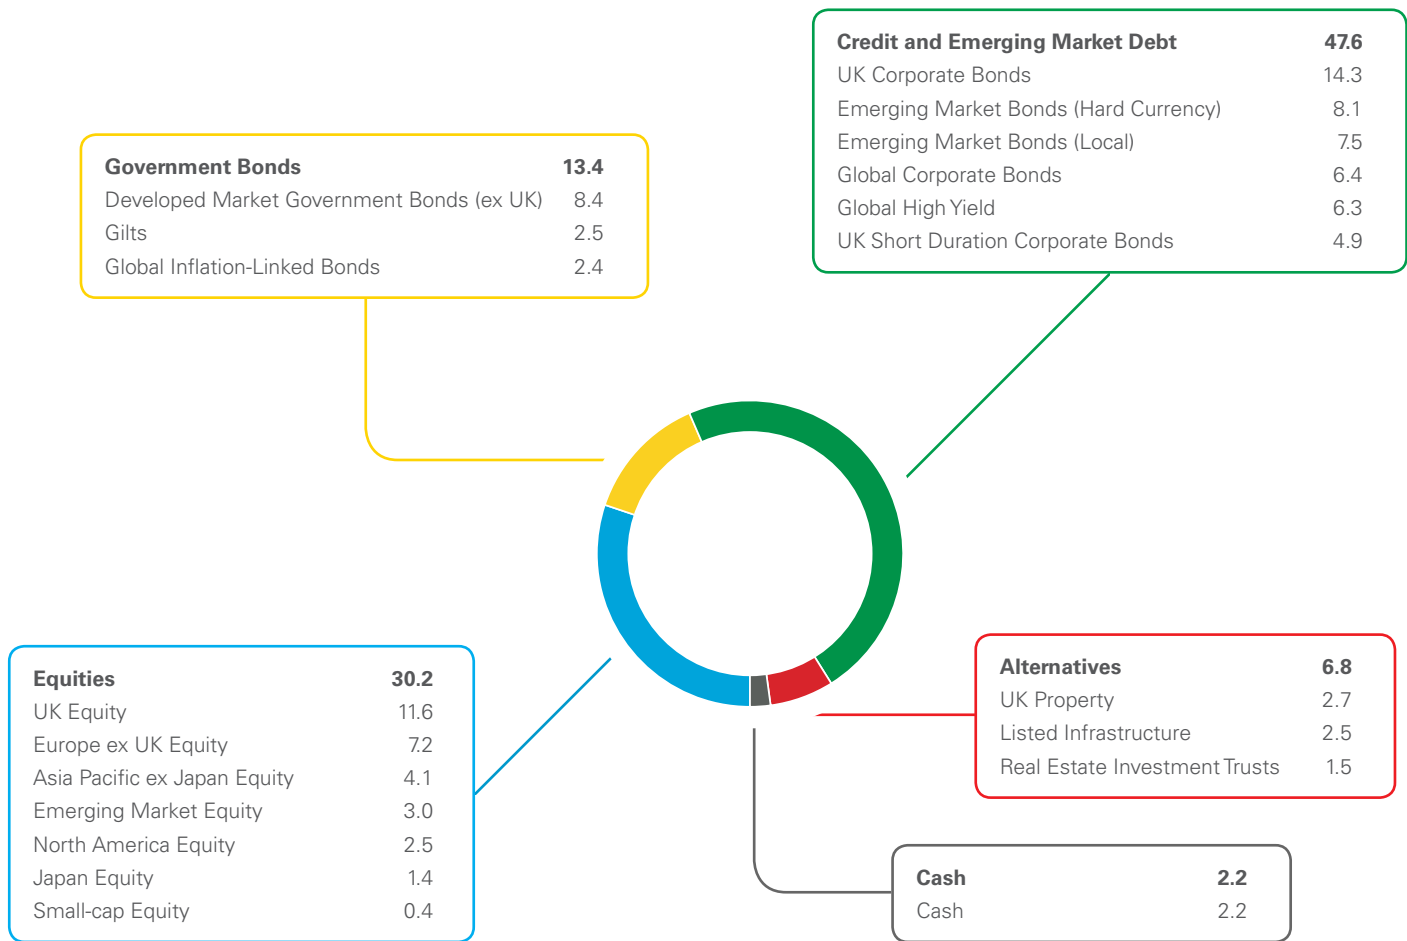 Credit and Emerging Market Debt 47.6
UK Corporate Bonds 14.3
Emerging Market Bonds (Hard Currency) 8.1
Emerging Market Bonds (Local) 7.5
Global Corporate Bonds 6.4
Global High Yield 6.3
UK Short Duration Corporate Bonds 4.9
Government Bonds 13.4
Developed Market Government Bonds (ex UK) 8.4
Gilts 2.5
Global Inflation-Linked Bonds 2.4
Equities 30.2
UK Equity 11.6
Europe ex UK Equity 7.2
Asia Pacific ex Japan Equity 4.1
Emerging Market Equity 3.0
North America Equity 2.5
Japan Equity 1.4
Small-cap Equity 0.4
Alternatives 6.8
UK Property 2.7
Listed Infrastructure 2.5
Real Estate Investment Trusts 1.5
Cash 2.2
Cash 2.2